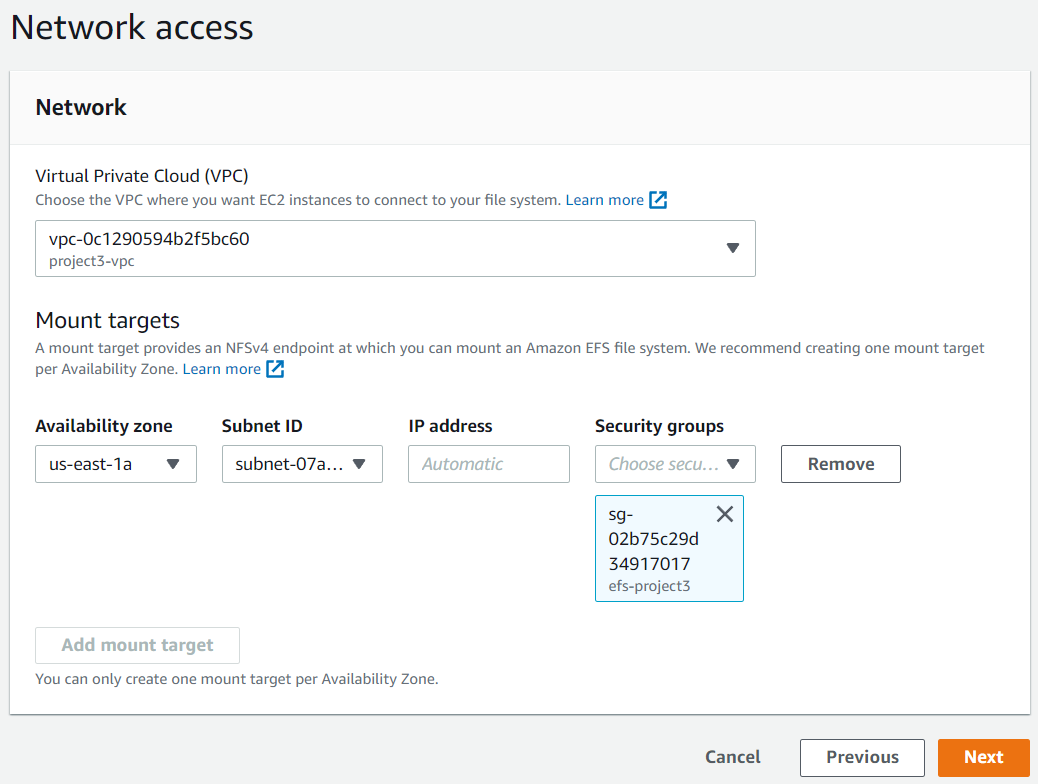 Network access
Network
Virtual Private Cloud (VPC)
Choose the VPC where you want EC2 instances to connect to your file system. Learn more
vpc-0c1290594b2f5bc60
project3-vpc
Mount targets
A mount target provides an NFSv4 endpoint at which you can mount an Amazon EFS file system. We recommend creating one mount target
per Availability Zone. Learn more
Availability zone Subnet ID IP address Security groups
us-east-1a subnet-07a... Automatic Choose secu... Remove
sg-
02b75c29d
34917017
efs-project3
Add mount target
You can only create one mount target per Availability Zone.
Cancel Previous Next